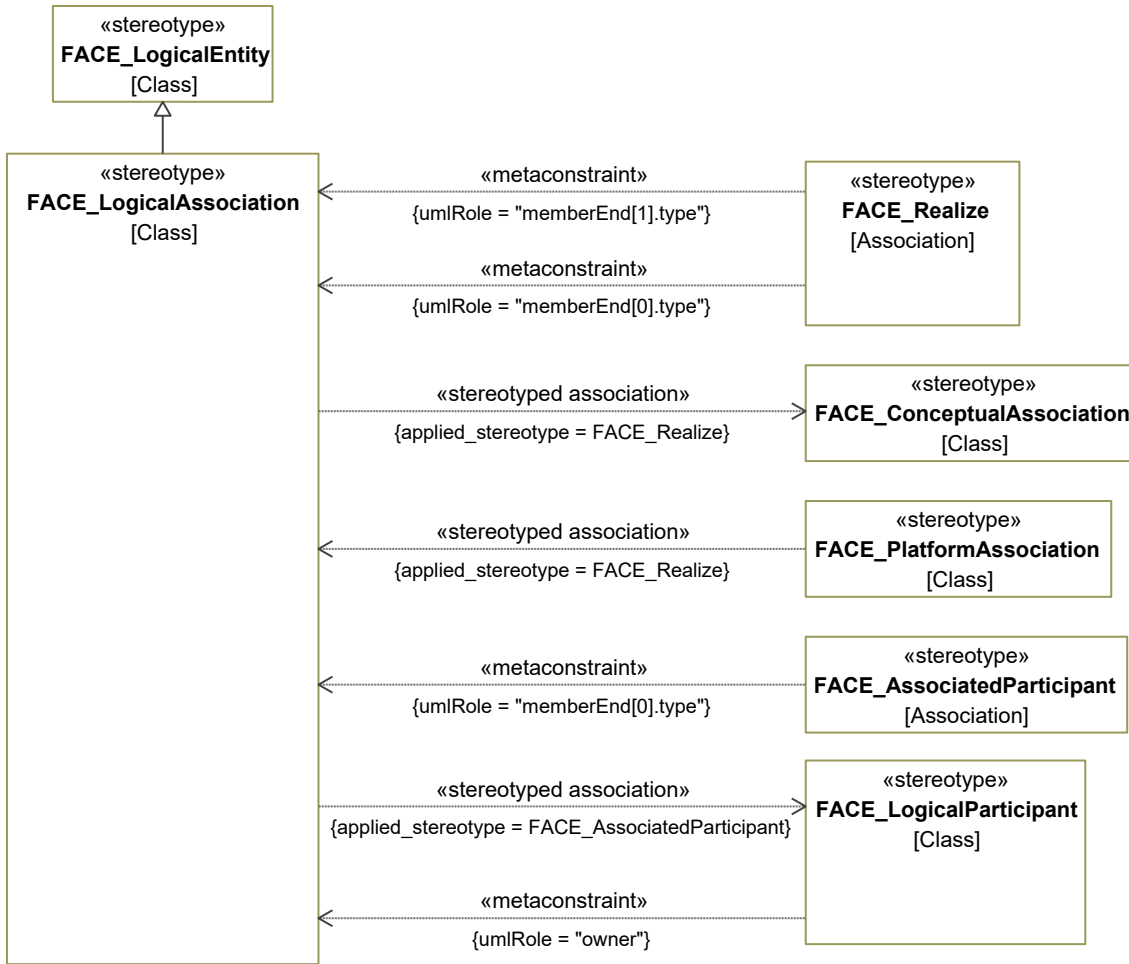 «stereotype»
FACE_LogicalEntity
[Class]
«stereotype»
FACE_LogicalAssociation
[Class]
«metaconstraint»
{umlRole = "memberEnd[1].type"}
«metaconstraint»
{umlRole = "memberEnd[0].type"}
«stereotype»
FACE_Realize
[Association]
«stereotyped association»
{applied_stereotype = FACE_Realize}
«stereotype»
FACE_ConceptualAssociation
[Class]
«stereotyped association»
{applied_stereotype = FACE_Realize}
«stereotype»
FACE_PlatformAssociation
[Class]
«metaconstraint»
{umlRole = "memberEnd[0].type"}
«stereotype»
FACE_AssociatedParticipant
[Association]
«stereotyped association»
{applied_stereotype = FACE_AssociatedParticipant}
«stereotype»
FACE_LogicalParticipant
[Class]
«metaconstraint»
{umlRole = "owner"}